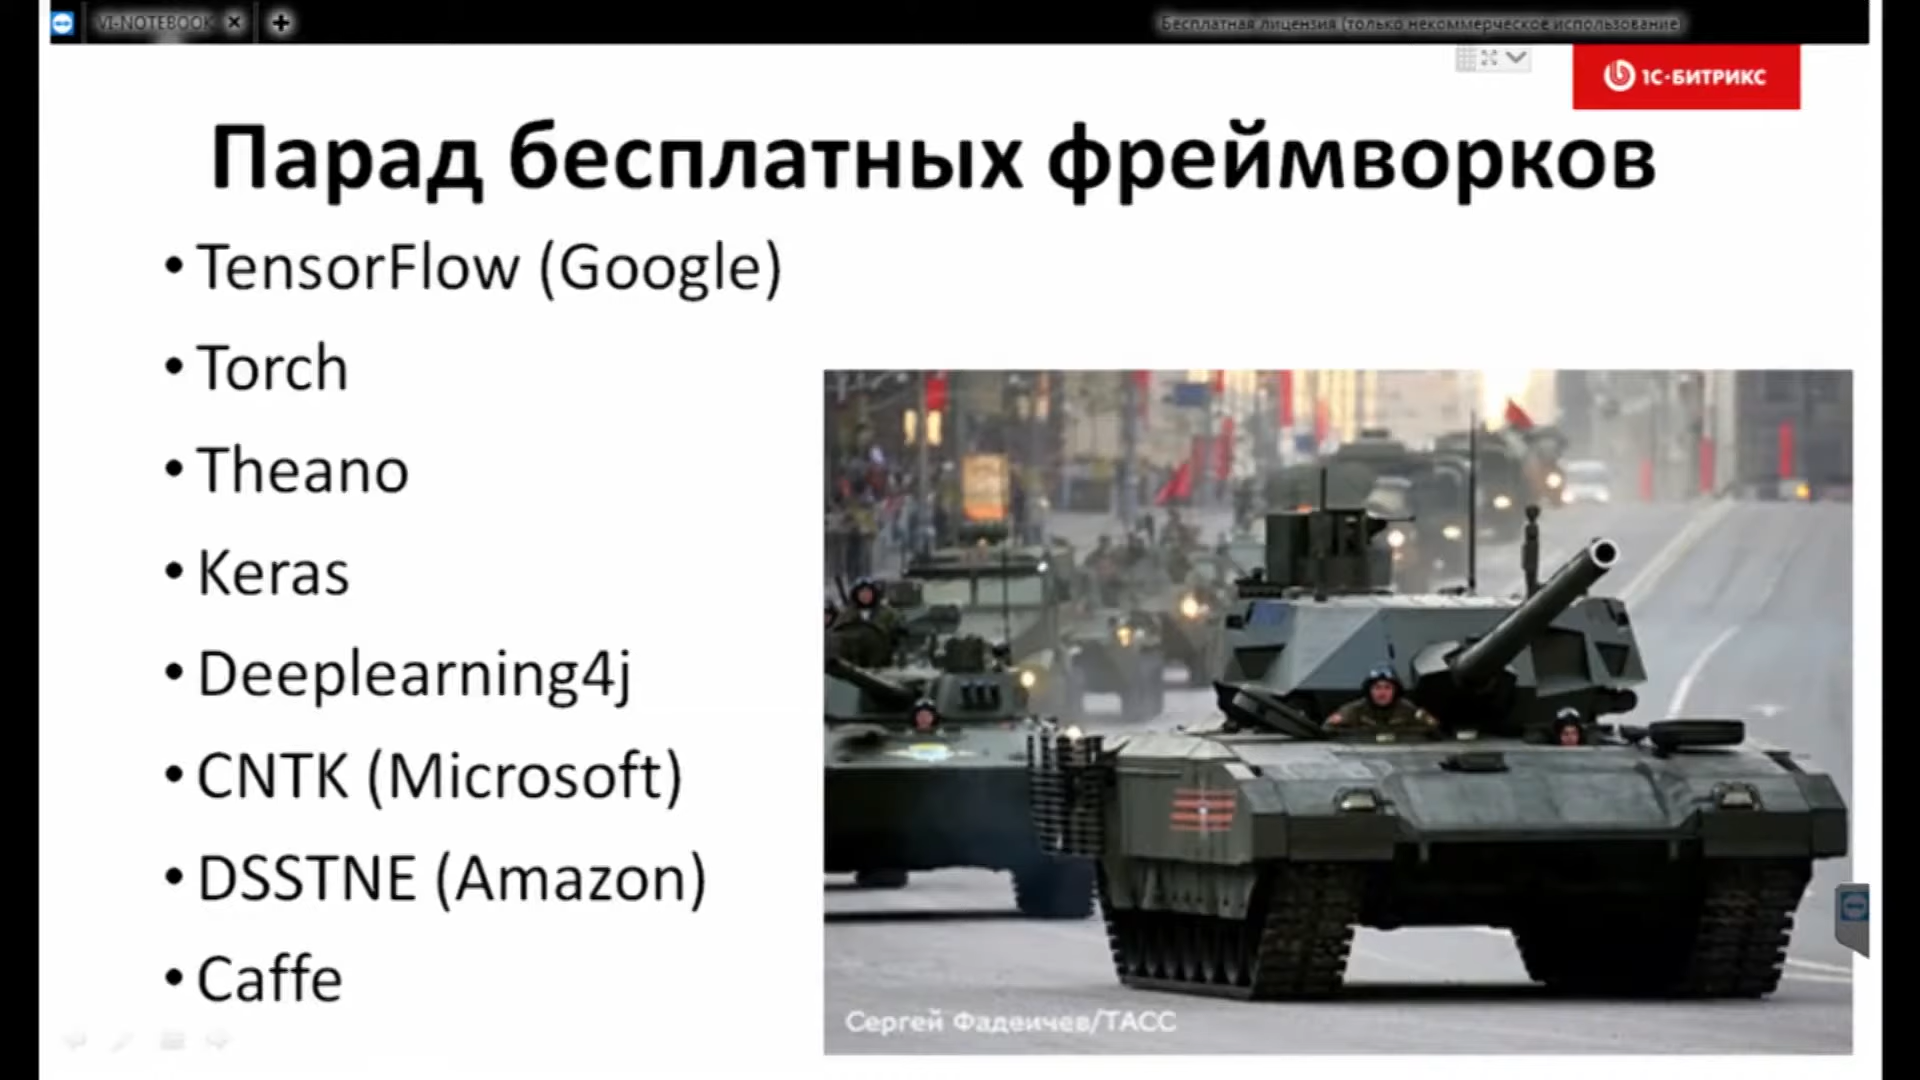 VI-NOTEBOOK
Бесплатная лицензия (только некоммерческое использование)
1С-БИТРИКС
Парад бесплатных фреймворков
• TensorFlow (Google)
• Torch
• Theano
• Keras
• Deeplearning4j
• CNTK (Microsoft)
• DSSTNE (Amazon)
• Caffe
Сергей Фадеичев/ТАСС